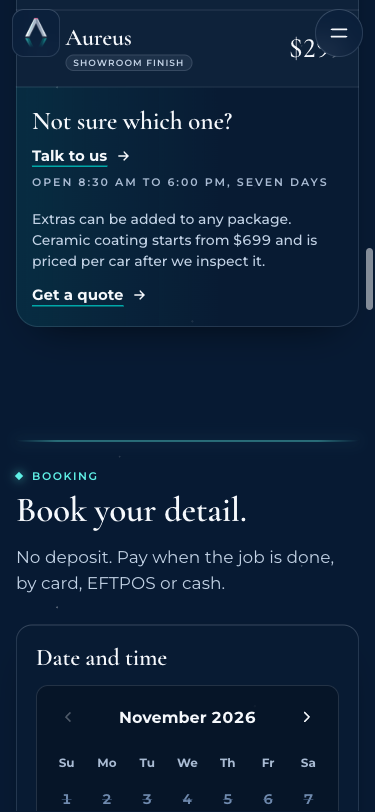 Aureus
SHOWROOM FINISH
Not sure which one?
Talk to us →
OPEN 8:30 AM TO 6:00 PM, SEVEN DAYS
Extras can be added to any package.
Ceramic coating starts from $699 and is
priced per car after we inspect it.
Get a quote →
BOOKING
Book your detail.
No deposit. Pay when the job is done,
by card, EFTPOS or cash.
Date and time
November 2026
Su Mo Tu We Th Fr Sa
1 2 3 4 5 6 7